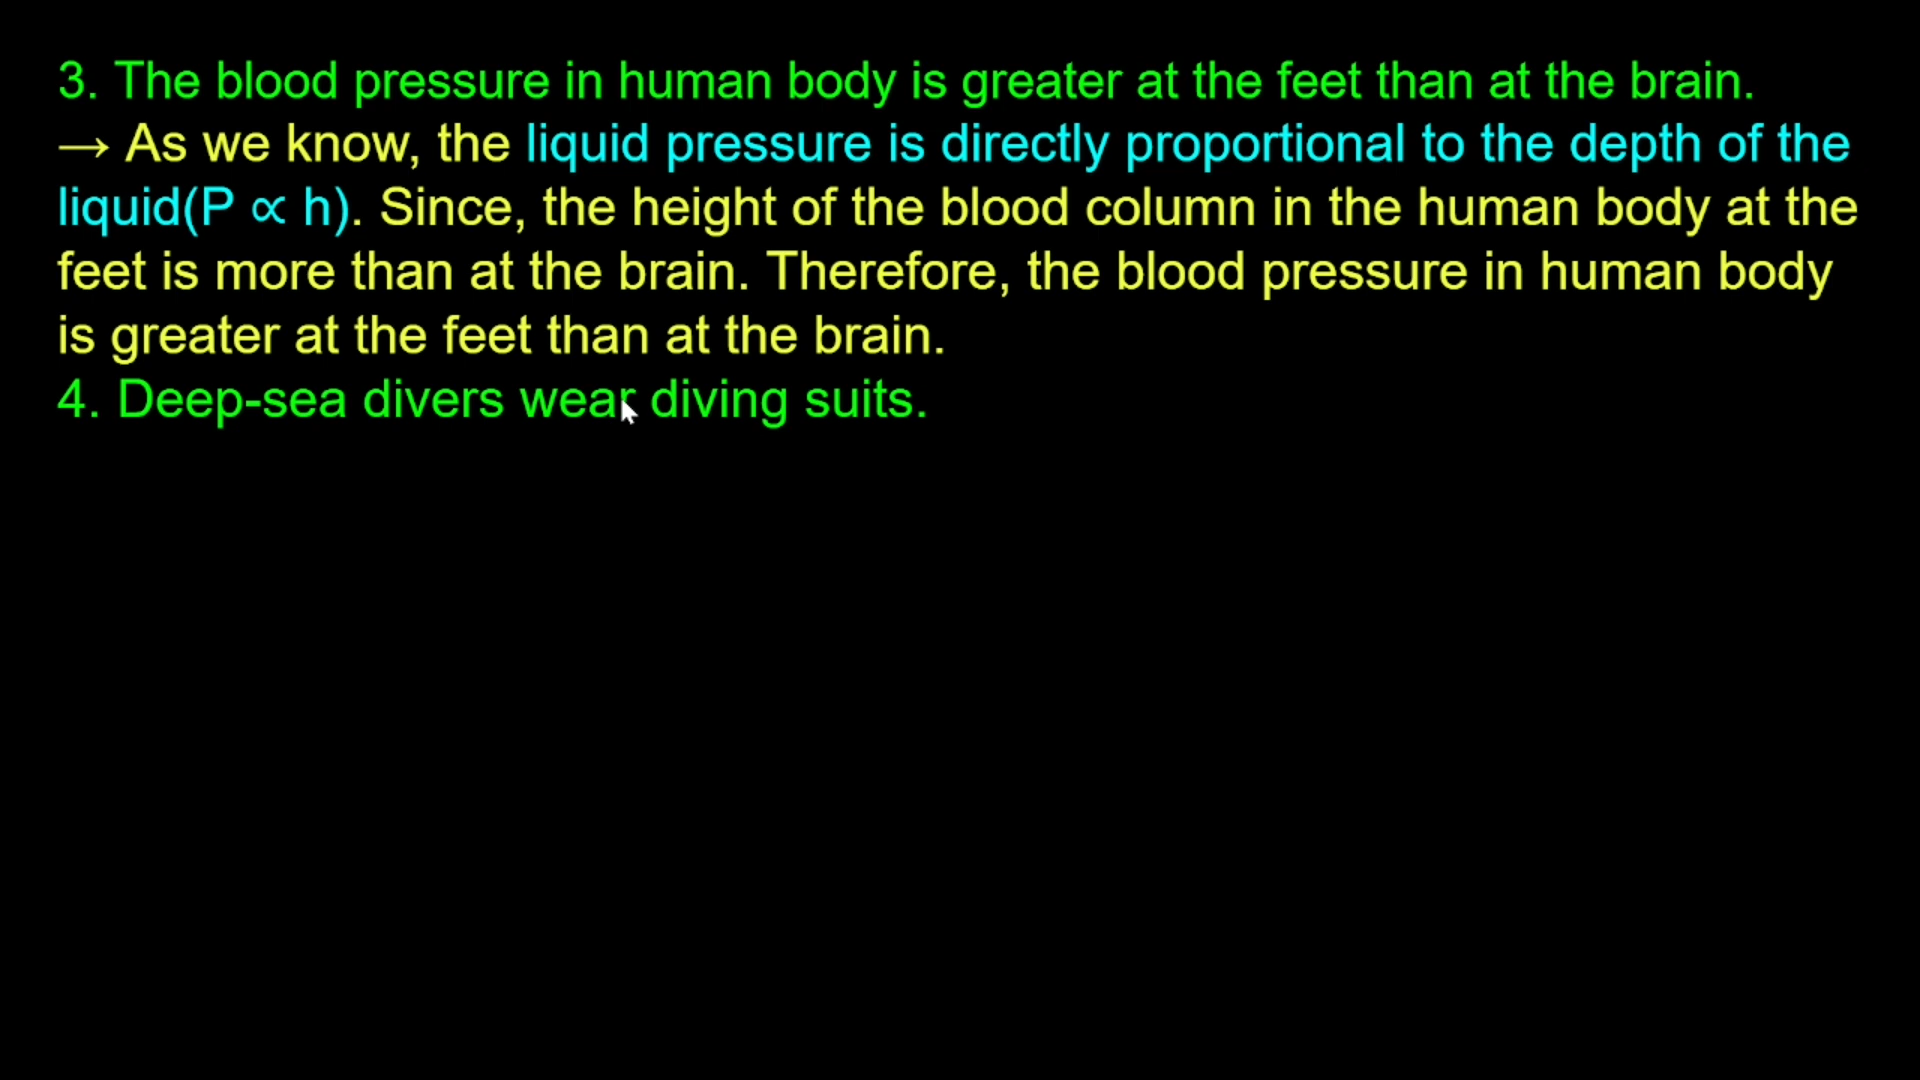 3. The blood pressure in human body is greater at the feet than at the brain.
→ As we know, the liquid pressure is directly proportional to the depth of the
liquid(P ∝ h). Since, the height of the blood column in the human body at the
feet is more than at the brain. Therefore, the blood pressure in human body
is greater at the feet than at the brain.
4. Deep-sea divers wear diving suits.